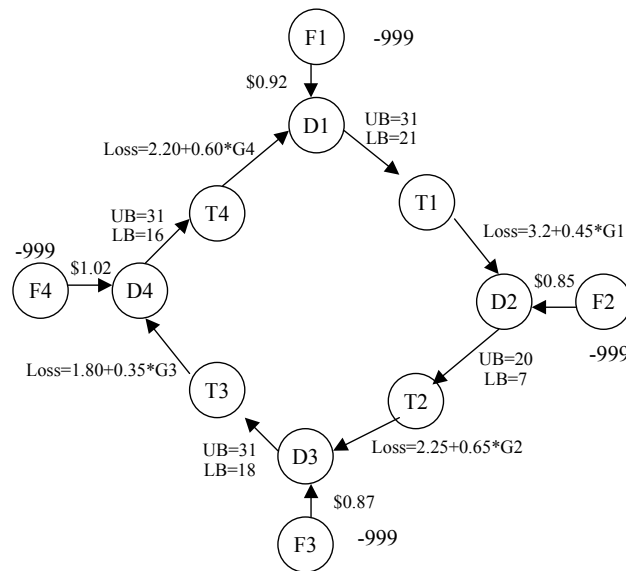 F1
-999
$0.92
D1
UB=31
LB=21
Loss=2.20+0.60*G4
T4
T1
UB=31
LB=16
Loss=3.2+0.45*G1
-999
F4
$1.02
D4
D2
$0.85
F2
-999
UB=20
LB=7
Loss=1.80+0.35*G3
T3
T2
UB=31
LB=18
D3
Loss=2.25+0.65*G2
$0.87
F3
-999